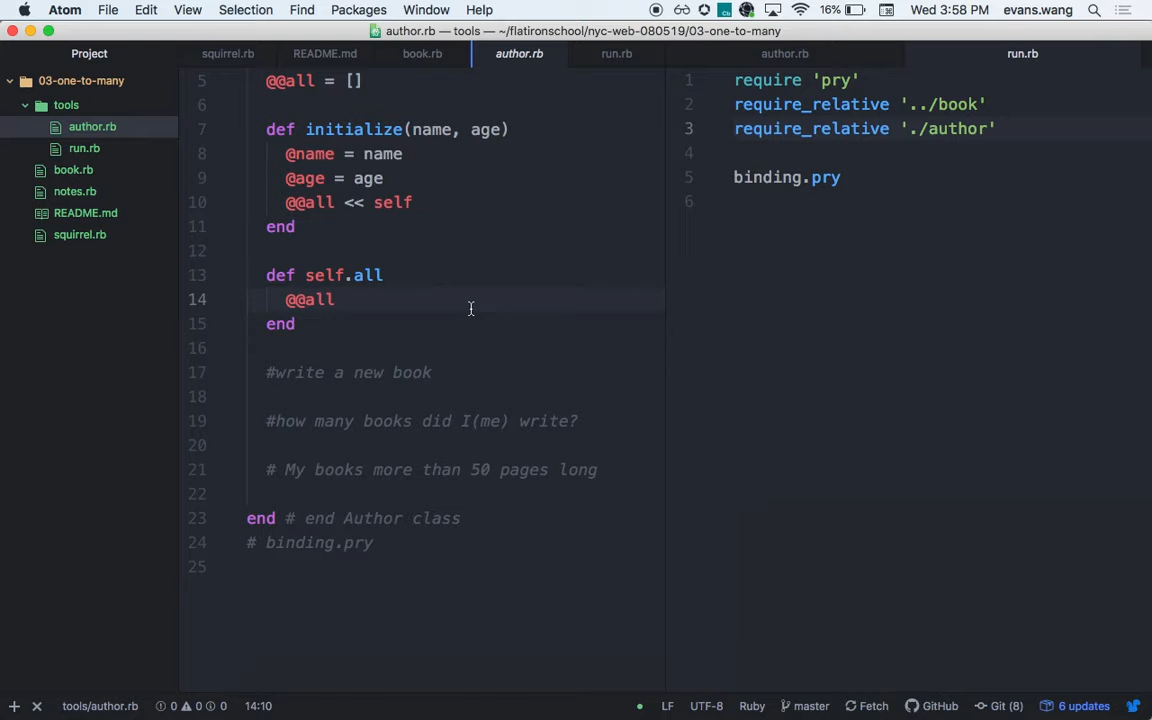 Atom File Edit View Selection Find Packages Window Help 16% Wed 3:58 PM evans.wang
author.rb — tools — ~/flatironschool/nyc-web-080519/03-one-to-many
Project squirrel.rb README.md book.rb author.rb run.rb author.rb run.rb
03-one-to-many
tools
author.rb
run.rb
book.rb
notes.rb
README.md
squirrel.rb
5 @@all = []
6
7 def initialize(name, age)
8 @name = name
9 @age = age
10 @@all << self
11 end
12
13 def self.all
14 @@all
15 end
16
17 #write a new book
18
19 #how many books did I(me) write?
20
21 # My books more than 50 pages long
22
23 end # end Author class
24 # binding.pry
25
1 require 'pry'
2 require_relative '../book'
3 require_relative './author'
4
5 binding.pry
6
tools/author.rb 0 0 0 14:10 LF UTF-8 Ruby master Fetch GitHub Git (8) 6 updates